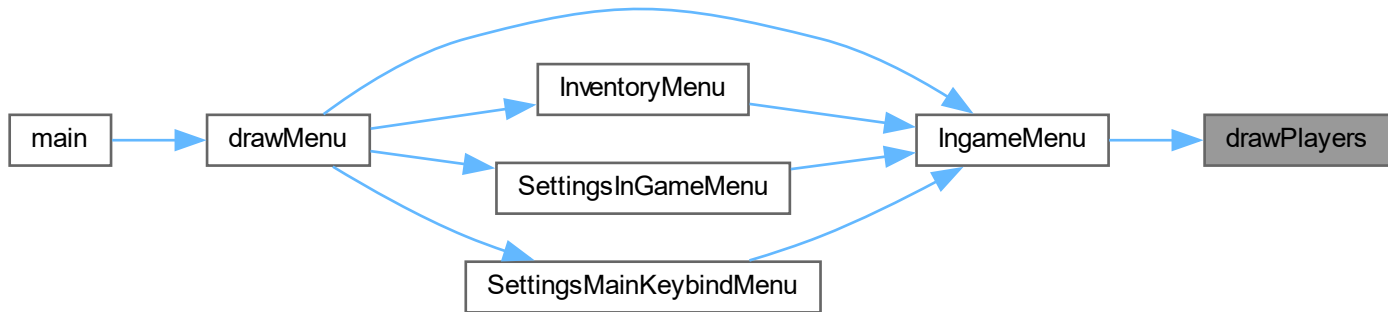 main
drawMenu
InventoryMenu
SettingsInGameMenu
SettingsMainKeybindMenu
IngameMenu
drawPlayers